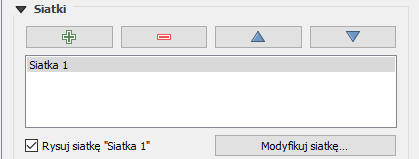 Siatki
Siatka 1
Rysuj siatkę "Siatka 1"
Modyfikuj siatkę...